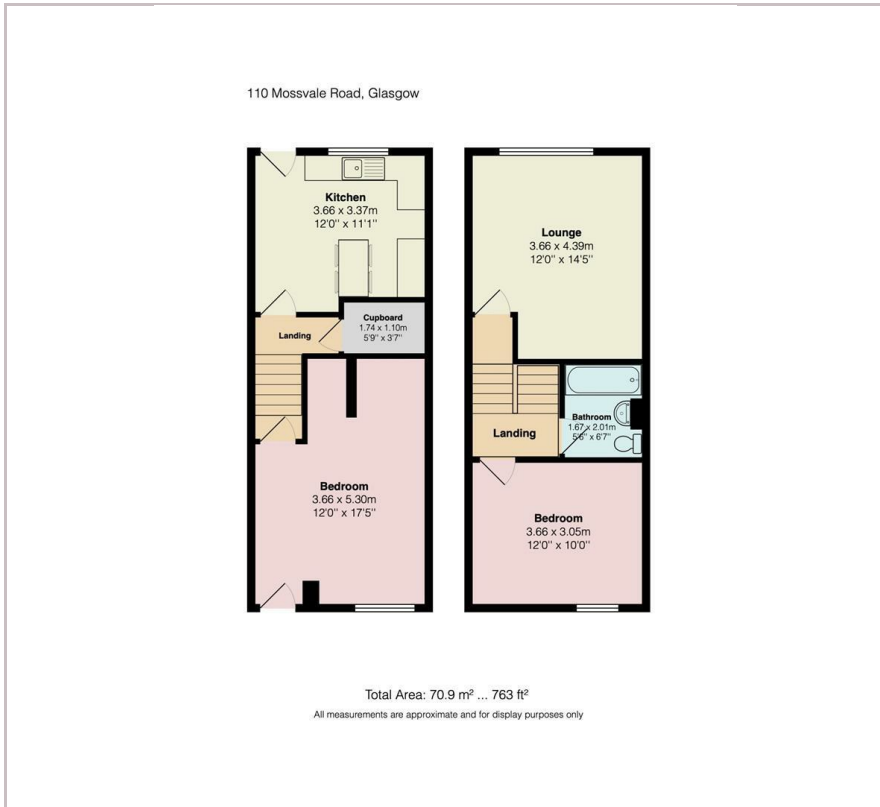 110 Mossvale Road, Glasgow
Kitchen
3.66 x 3.37m
12'0" x 11'1"
Landing
Cupboard
1.74 x 1.10m
5'9" x 3'7"
Bedroom
3.66 x 5.30m
12'0" x 17'5"
Lounge
3.66 x 4.39m
12'0" x 14'5"
Landing
Bathroom
1.67 x 2.01m
5'6" x 6'7"
Bedroom
3.66 x 3.05m
12'0" x 10'0"
Total Area: 70.9 m² ... 763 ft²
All measurements are approximate and for display purposes only